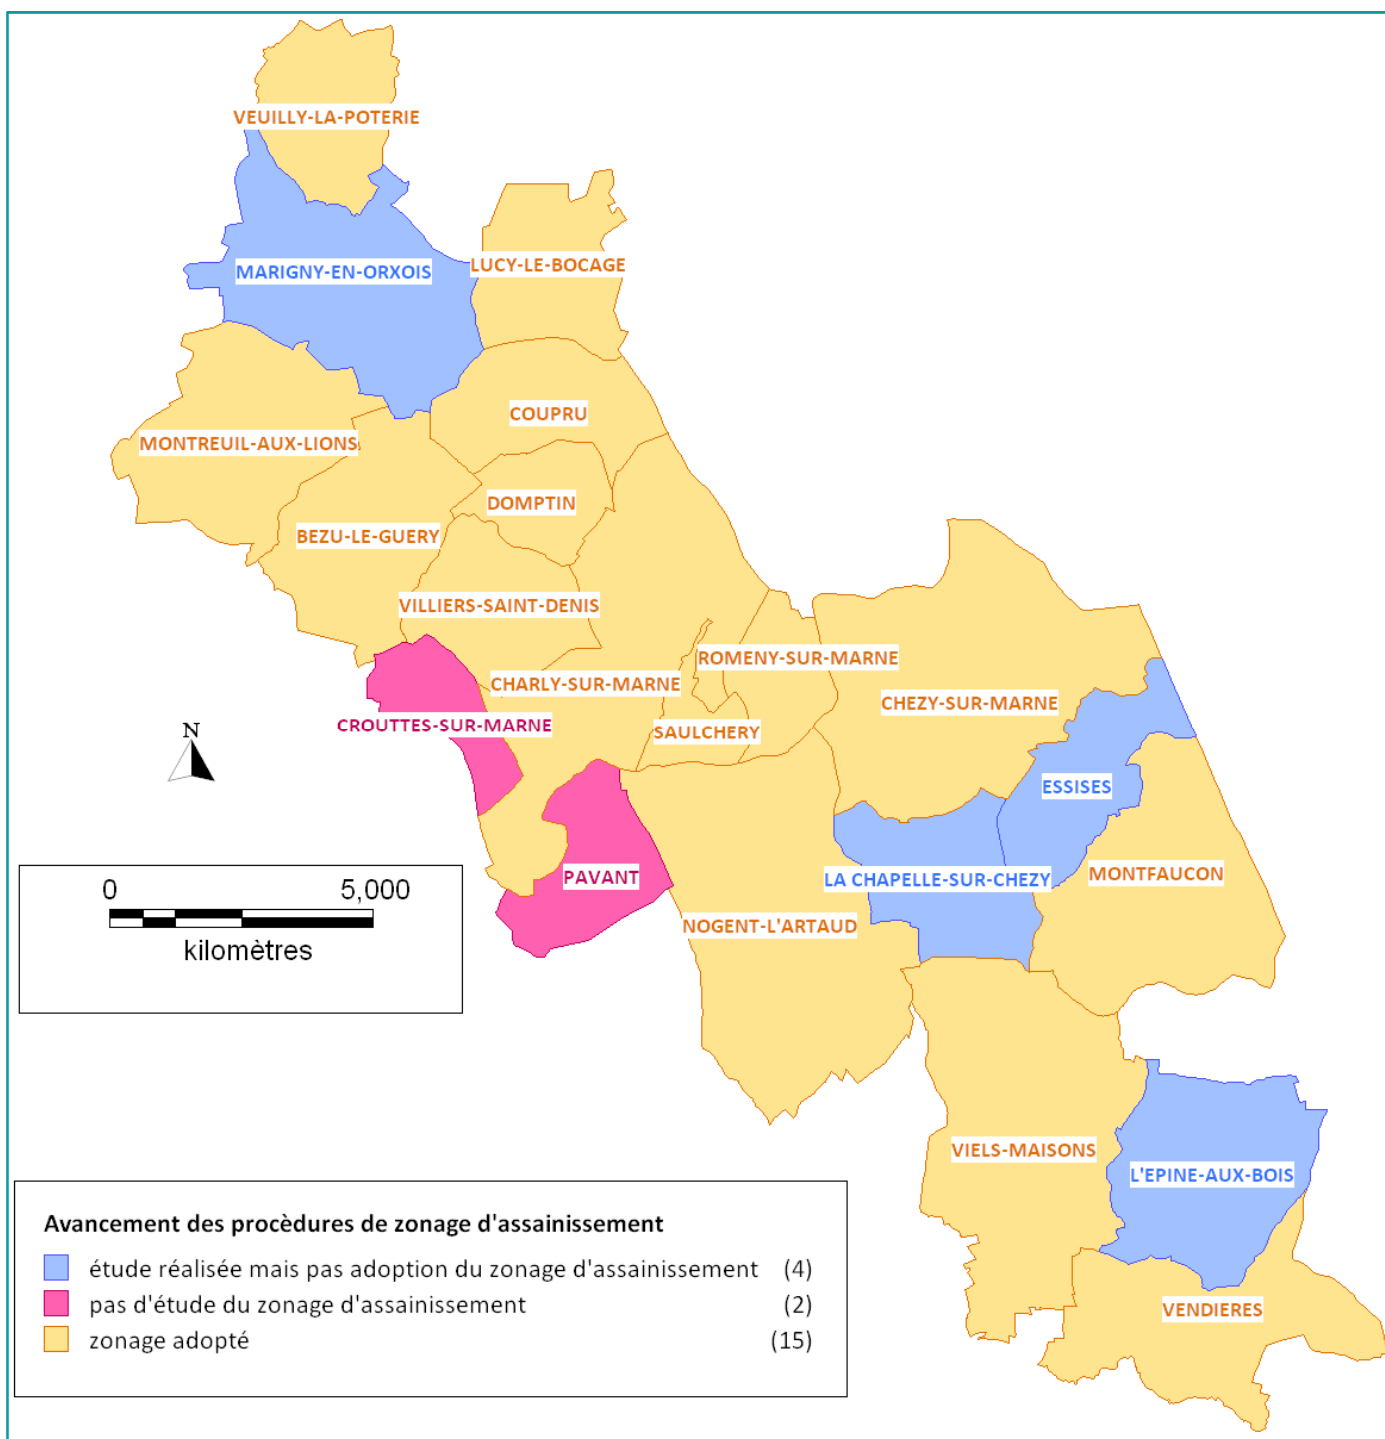 VEUILLY-LA-POTERIE
MARIGNY-EN-ORXOIS
LUCY-LE-BOCAGE
COUPRU
MONTREUIL-AUX-LIONS
DOMPTIN
BEZU-LE-GUERY
VILLIERS-SAINT-DENIS
ROMENY-SUR-MARNE
CHARLY-SUR-MARNE
CHEZY-SUR-MARNE
CROUTTES-SUR-MARNE
SAULCHERY
N
ESSISES
PAVANT
LA CHAPELLE-SUR-CHEZY
MONTFAUCON
0 5,000
kilomètres
NOGENT-L'ARTAUD
VIELS-MAISONS
L'EPINE-AUX-BOIS
Avancement des procèdures de zonage d'assainissement
étude réalisée mais pas adoption du zonage d'assainissement (4)
pas d'étude du zonage d'assainissement (2)
zonage adopté (15)
VENDIERES